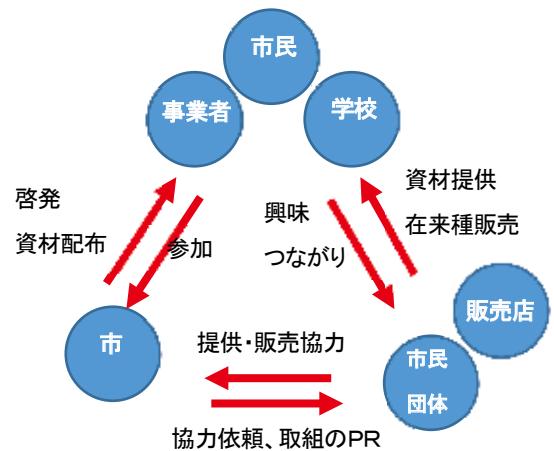 市民
事業者
学校
啓発
資材配布
参加
興味
つながり
資材提供
在来種販売
販売店
市
提供・販売協力
市民
団体
協力依頼、取組のPR